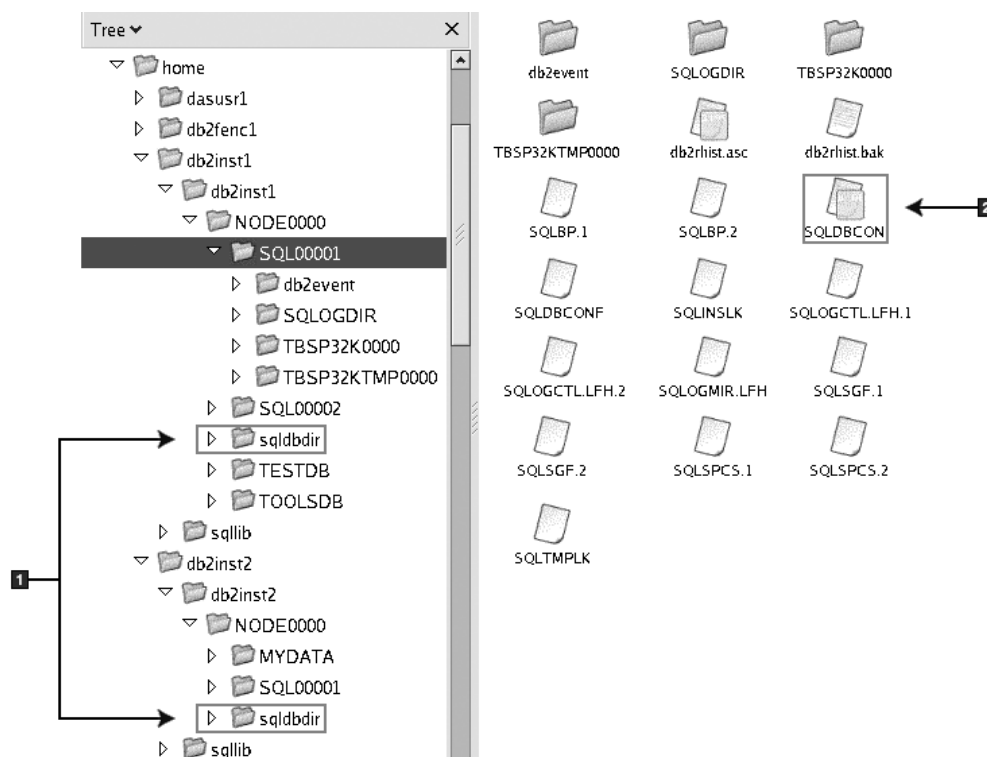 Tree
home
dasusr1
db2fenc1
db2inst1
db2inst1
NODE0000
SQL00001
db2event
SQLOGDIR
TBSP32K0000
TBSP32KTMP0000
SQL00002
sqldbdir
TESTDB
TOOLSDB
sqllib
db2inst2
db2inst2
NODE0000
MYDATA
SQL00001
sqldbdir
sqllib
1
db2event SQLOGDIR TBSP32K0000
TBSP32KTMP0000 db2rhist.asc db2rhist.bak
SQLBP.1 SQLBP.2 SQLDBCON
2
SQLDBCONF SQLINSLK SQLOGCTL.LFH.1
SQLOGCTL.LFH.2 SQLOGMIR.LFH SQLSGF.1
SQLSGF.2 SQLSPCS.1 SQLSPCS.2
SQLTMPLK